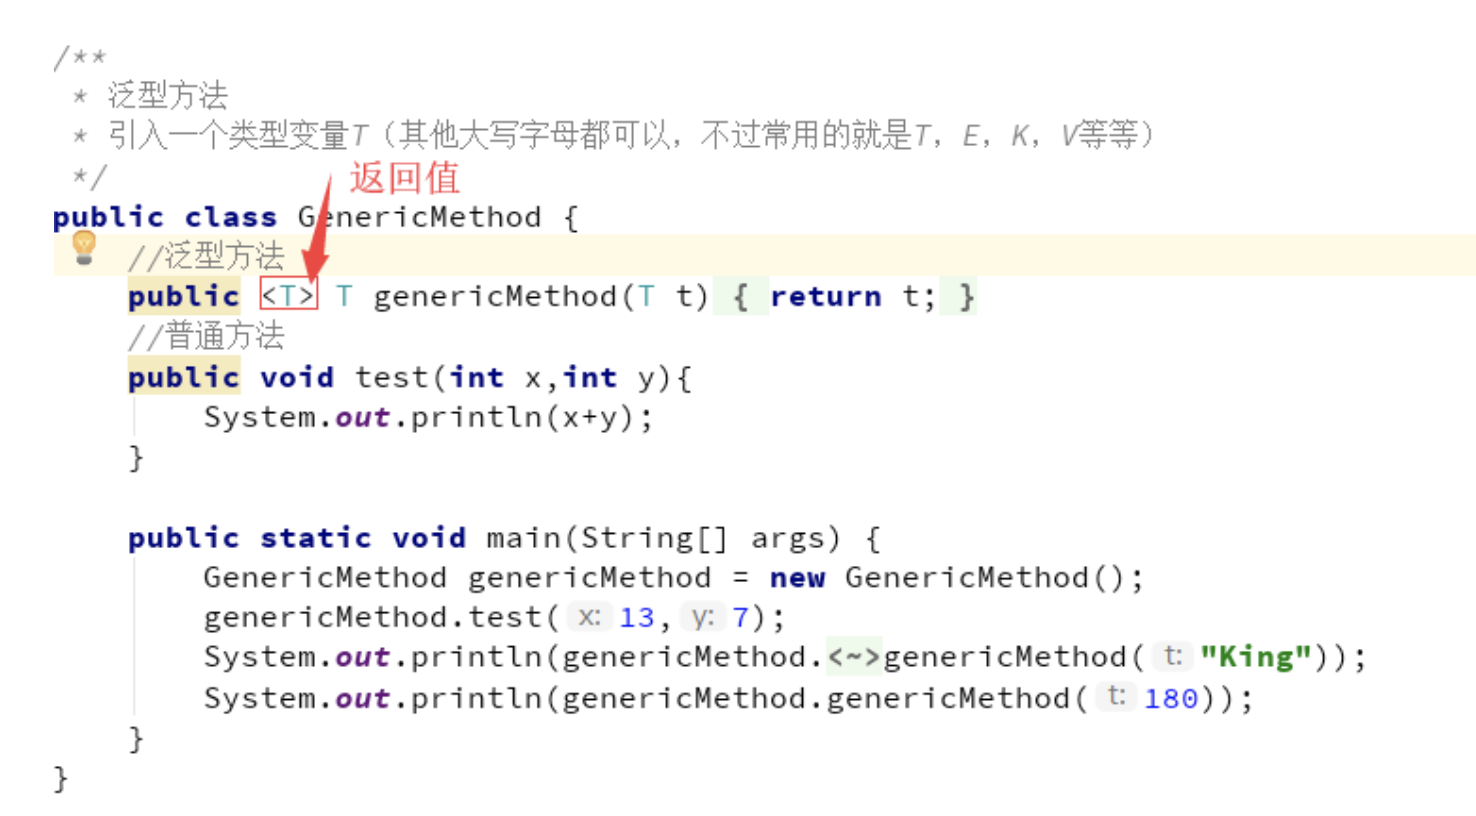 /**
 * 泛型方法
 * 引入一个类型变量T（其他大写字母都可以，不过常用的就是T，E，K，V等等）
 */
返回值
public class GenericMethod {
    //泛型方法
    public <T> T genericMethod(T t) { return t; }
    //普通方法
    public void test(int x,int y){
        System.out.println(x+y);
    }
    public static void main(String[] args) {
        GenericMethod genericMethod = new GenericMethod();
        genericMethod.test( x: 13, y: 7);
        System.out.println(genericMethod.<~>genericMethod( t: "King"));
        System.out.println(genericMethod.genericMethod( t: 180));
    }
}